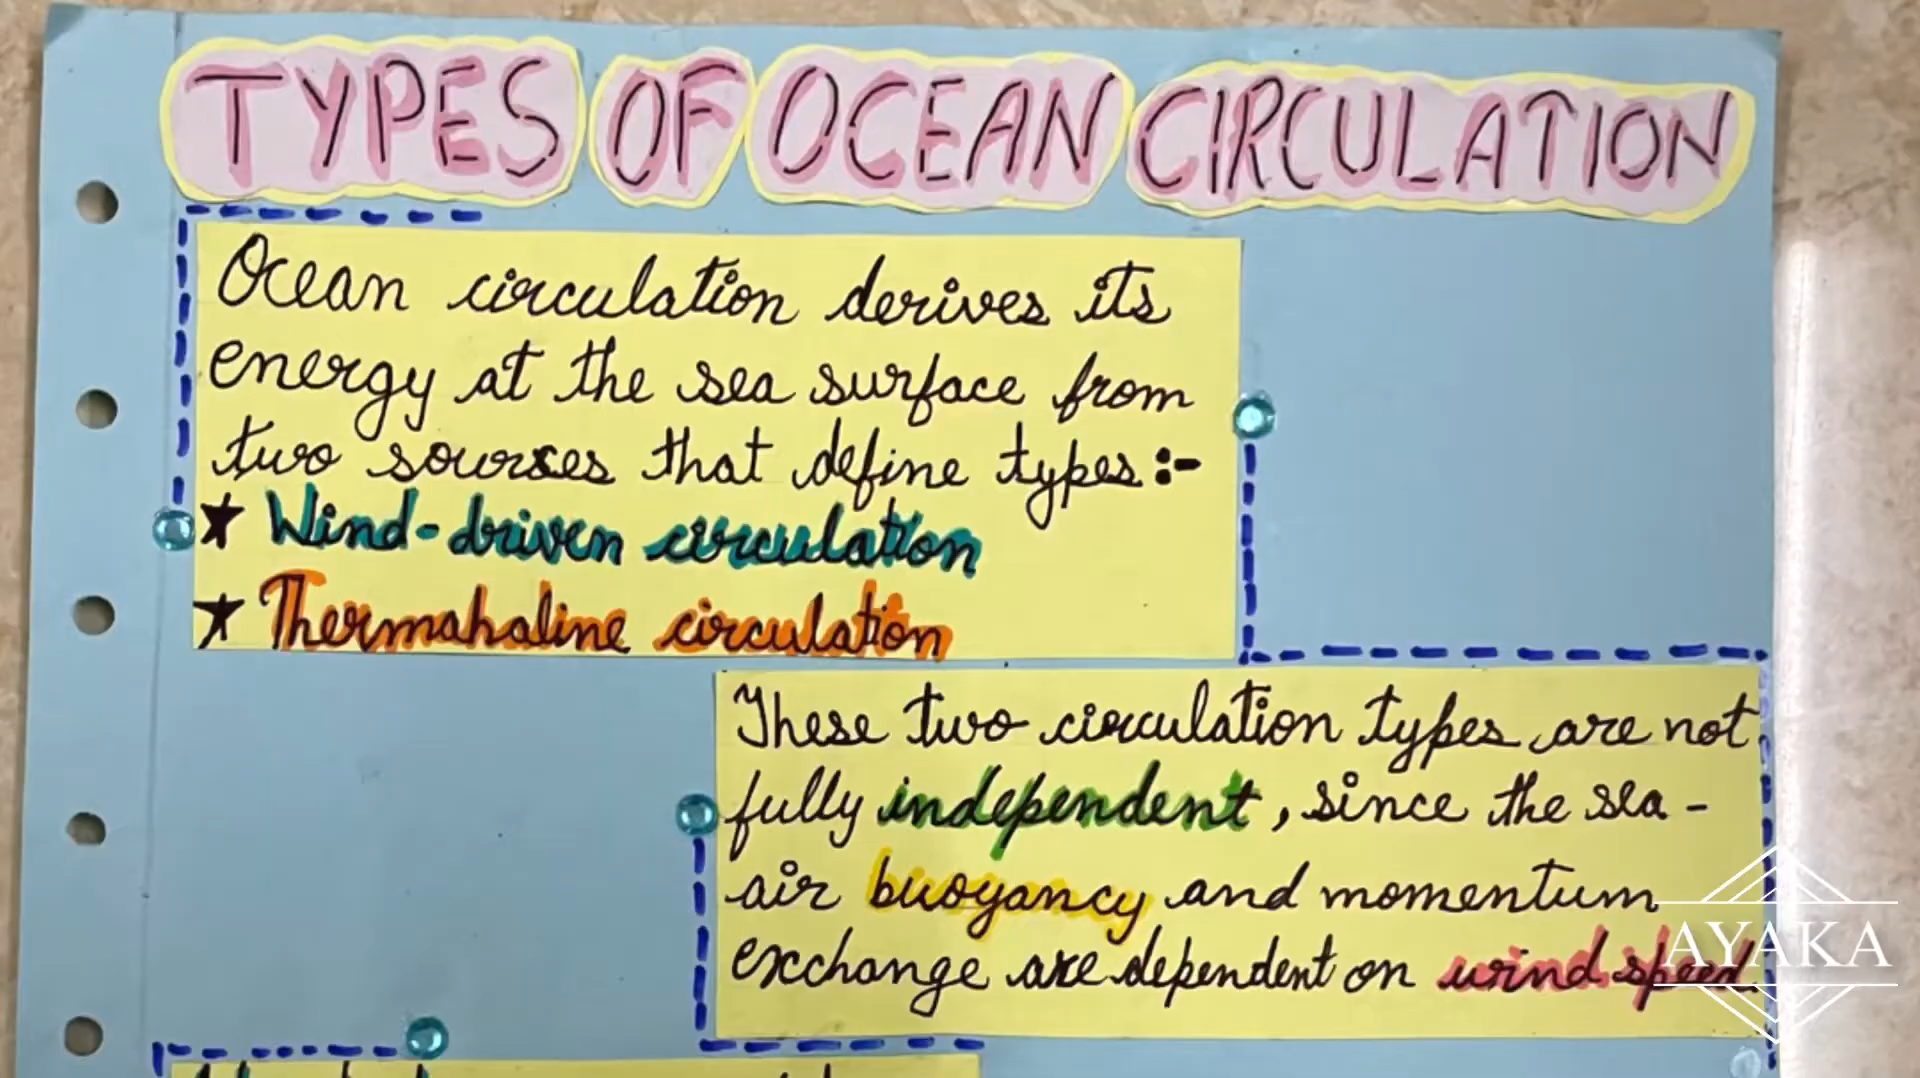 TYPES OF OCEAN CIRCULATION
Ocean circulation derives its
energy at the sea surface from
two sources that define types:-
★ Wind-driven circulation
★ Thermahaline circulation
These two circulation types are not
fully independent, since the sea-
air buoyancy and momentum
exchange are dependent on wind speed
AYAKA